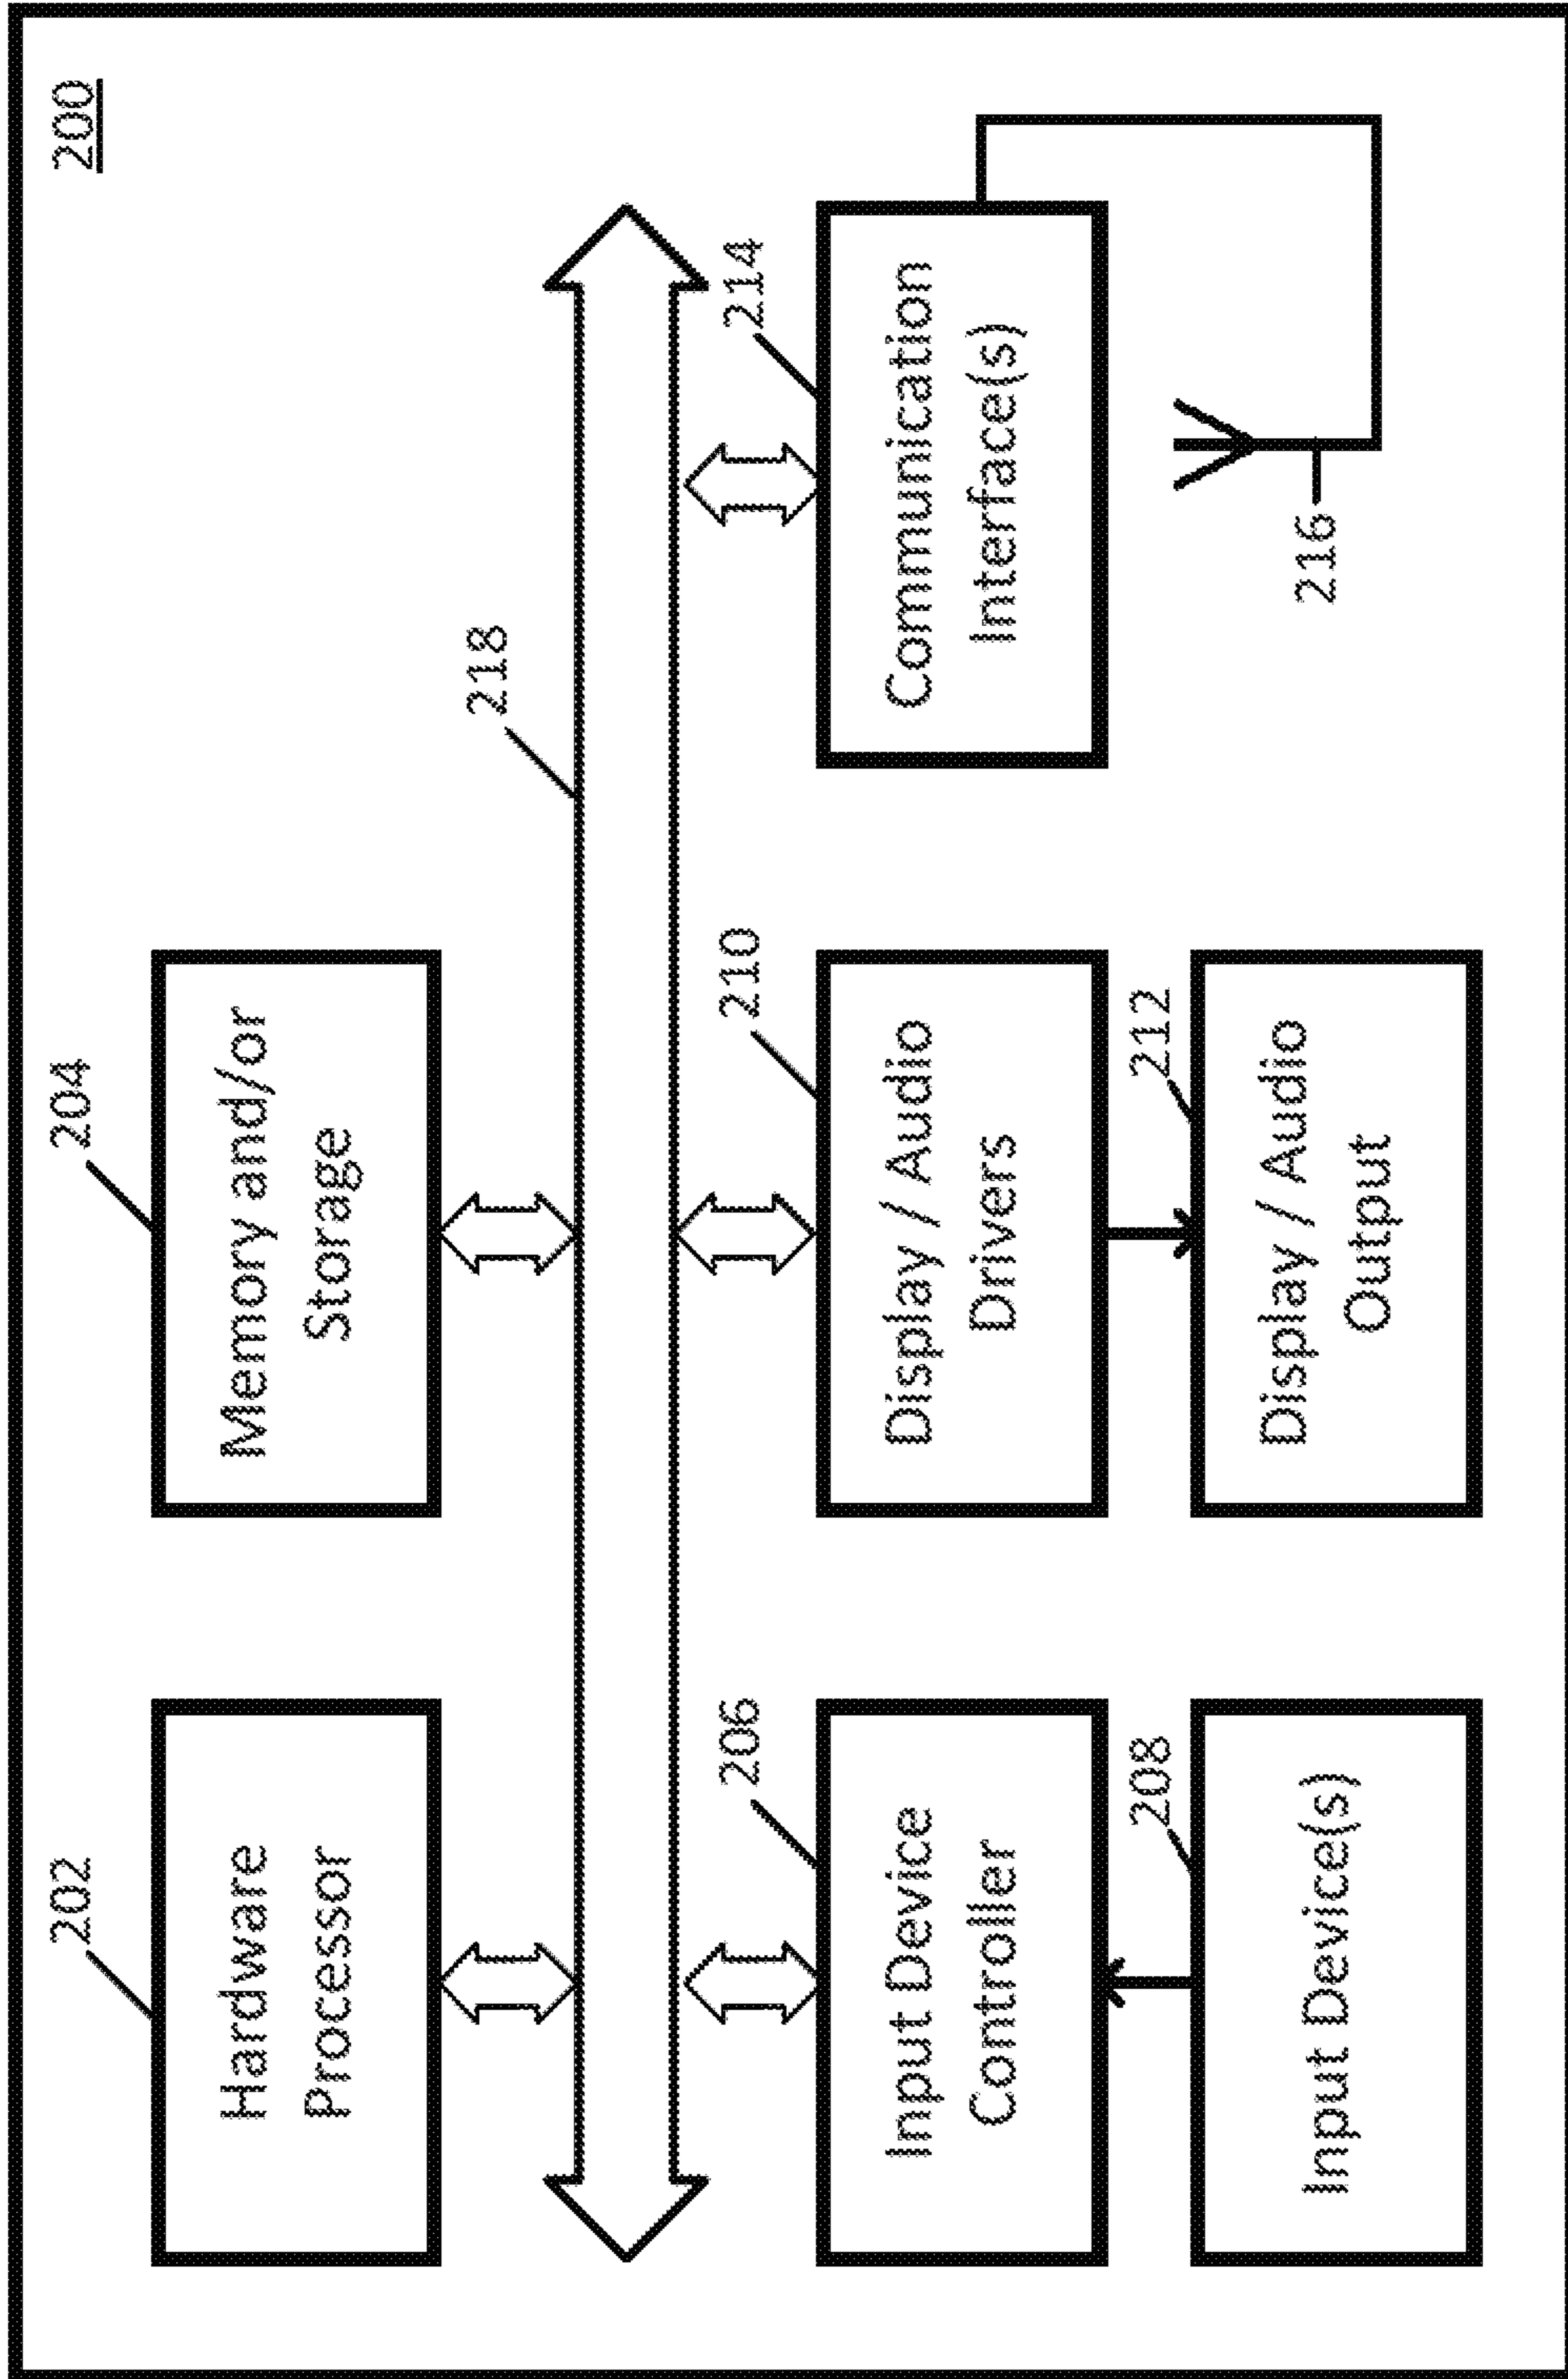 200
202
Hardware
Processor
204
Memory and/or
Storage
218
206
Input Device
Controller
210
Display / Audio
Drivers
214
Communication
Interface(s)
208
Input Device(s)
212
Display / Audio
Output
216